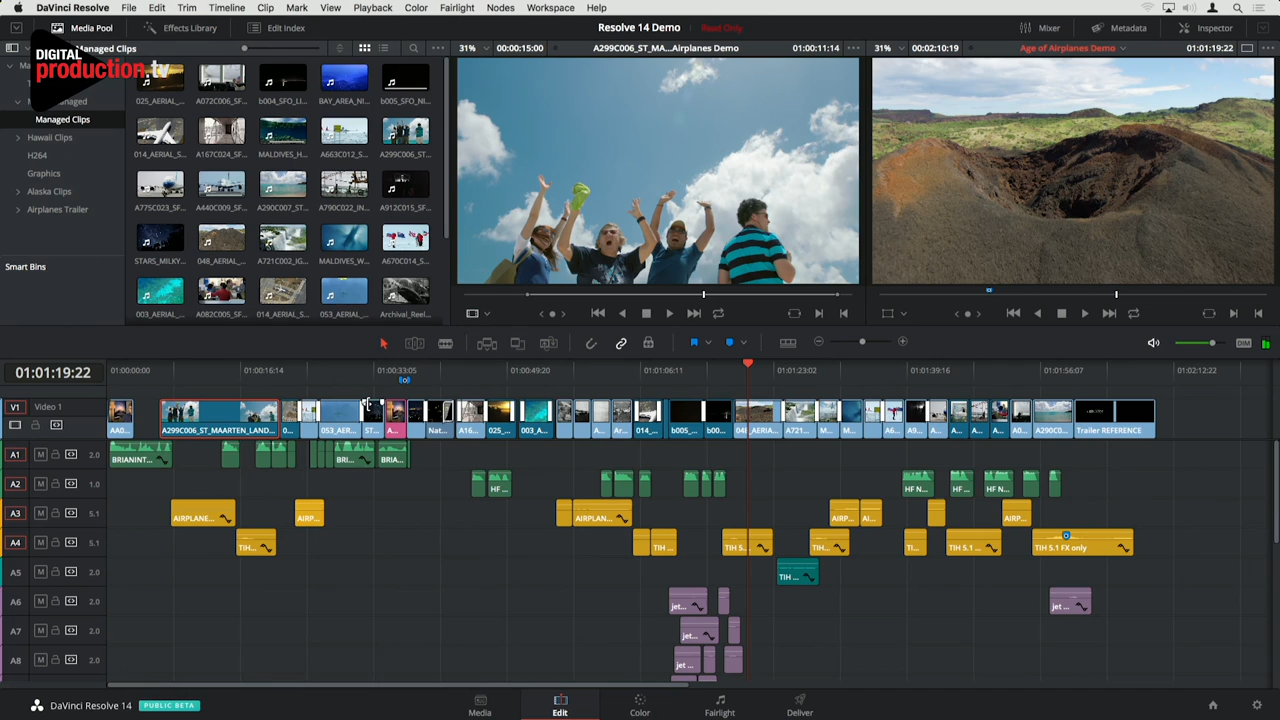 DaVinci Resolve File Edit Trim Timeline Clip Mark View Playback Color Fairlight Nodes Workspace Help
Media Pool Effects Library Edit Index Resolve 14 Demo Read Only Mixer Metadata Inspector
Managed Clips 31% 00:00:15:00 A299C006_ST_MA...Airplanes Demo 01:00:11:14 31% 00:02:10:19 Age of Airplanes Demo 01:01:19:22
DIGITAL
production.tv
Managed Clips
Hawaii Clips
H264
Graphics
Alaska Clips
Airplanes Trailer
Smart Bins
025_AERIAL_... A072C006_SF... b004_SFO_LI... BAY_AREA_NI... b005_SFO_NI...
014_AERIAL_S... A167C024_SF... MALDIVES_H... A663C012_S... A299C006_ST...
A775C023_SF... A440C009_SF... A290C007_ST... A790C022_IN... A912C015_SF...
STARS_MILKY... 048_AERIAL_... A721C002_IG... MALDIVES_W... A670C014_S...
003_AERIAL_... A082C005_SF... 014_AERIAL_S... 053_AERIAL_... Archival_Reel...
DIM
01:01:19:22 01:00:00:00 01:00:16:14 01:00:33:05 01:00:49:20 01:01:06:11 01:01:23:02 01:01:39:16 01:01:56:07 01:02:12:22
V1 Video 1
AA0... A299C006_ST_MAARTEN_LAND... 0... 053_AER... ST... A... Nat... A16... 025_... 003_A... A... Ar... 014_... b005_... b00... 048_AERIA... A721... M... M... A6... A9... A... A... A... A0... A290C0... Trailer REFERENCE
A1 M 2.0 BRIANINT... BRI... BRIA...
A2 M 1.0 HF ... HF N... HF ... HF N...
A3 M 5.1 AIRPLANE... AIRP... AIRPLAN... AIRP... AI... AIRP...
A4 M 5.1 TIH... TIH ... TIH 5... TIH... TI... TIH 5.1 ... TIH 5.1 FX only
A5 M 2.0 TIH ...
A6 M 2.0 jet... jet ...
A7 M 2.0 jet...
A8 M 2.0 jet ...
DaVinci Resolve 14 PUBLIC BETA Media Edit Color Fairlight Deliver